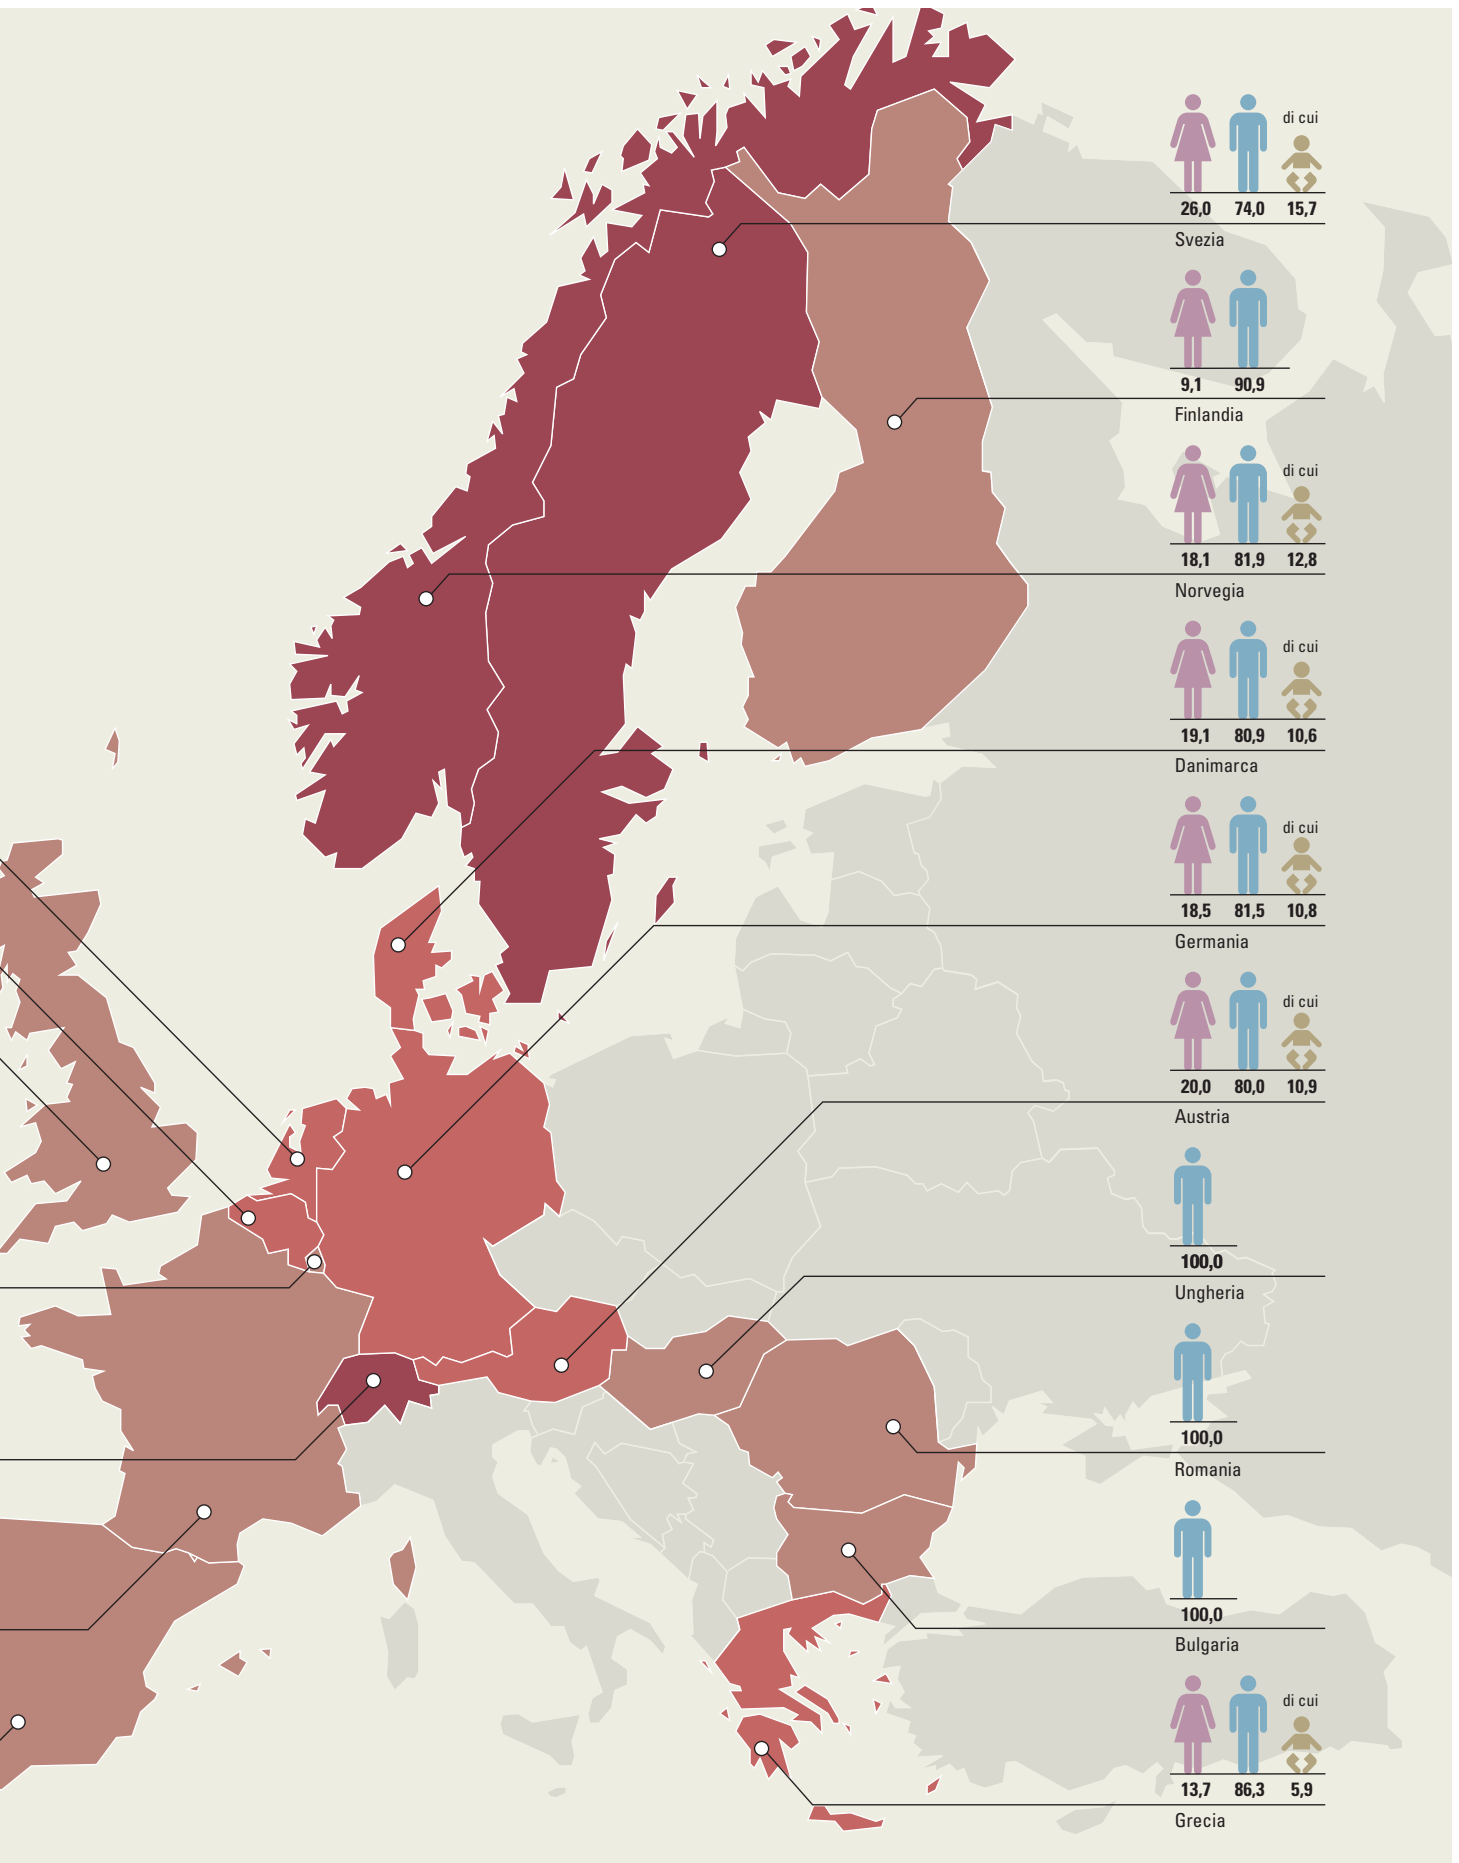 di cui
26,0 74,0 15,7
Svezia
9,1 90,9
Finlandia
di cui
18,1 81,9 12,8
Norvegia
di cui
19,1 80,9 10,6
Danimarca
di cui
18,5 81,5 10,8
Germania
di cui
20,0 80,0 10,9
Austria
100,0
Ungheria
100,0
Romania
100,0
Bulgaria
di cui
13,7 86,3 5,9
Grecia